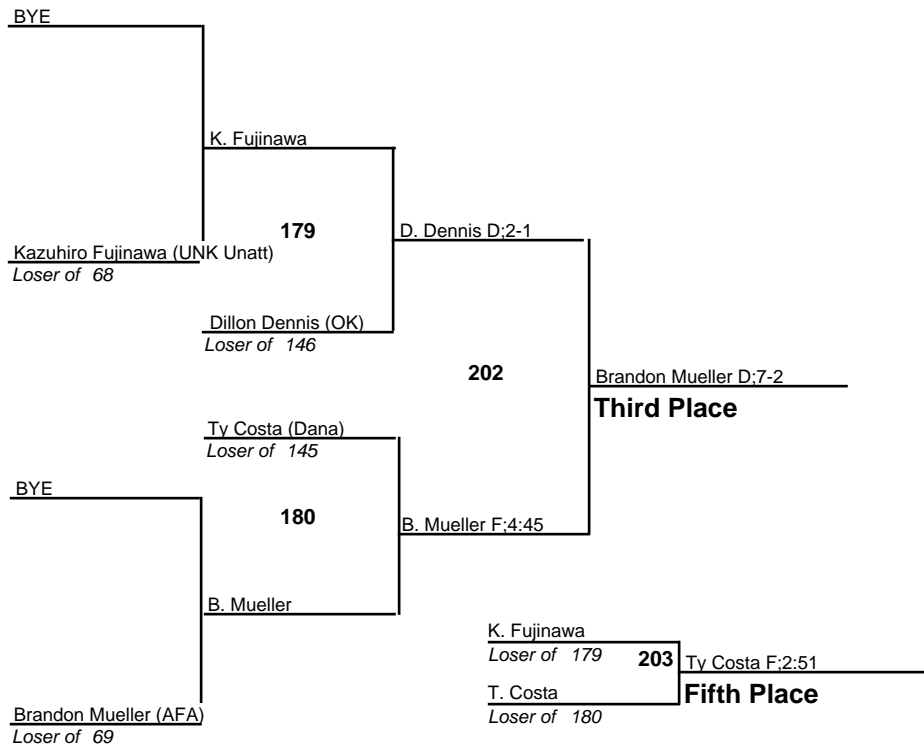 BYE
K. Fujinawa
179
D. Dennis D;2-1
Kazuhiro Fujinawa (UNK Unatt)
Loser of 68
Dillon Dennis (OK)
Loser of 146
202
Brandon Mueller D;7-2
Third Place
Ty Costa (Dana)
Loser of 145
BYE
180
B. Mueller F;4:45
B. Mueller
K. Fujinawa
Loser of 179
203
Ty Costa F;2:51
Fifth Place
T. Costa
Loser of 180
Brandon Mueller (AFA)
Loser of 69